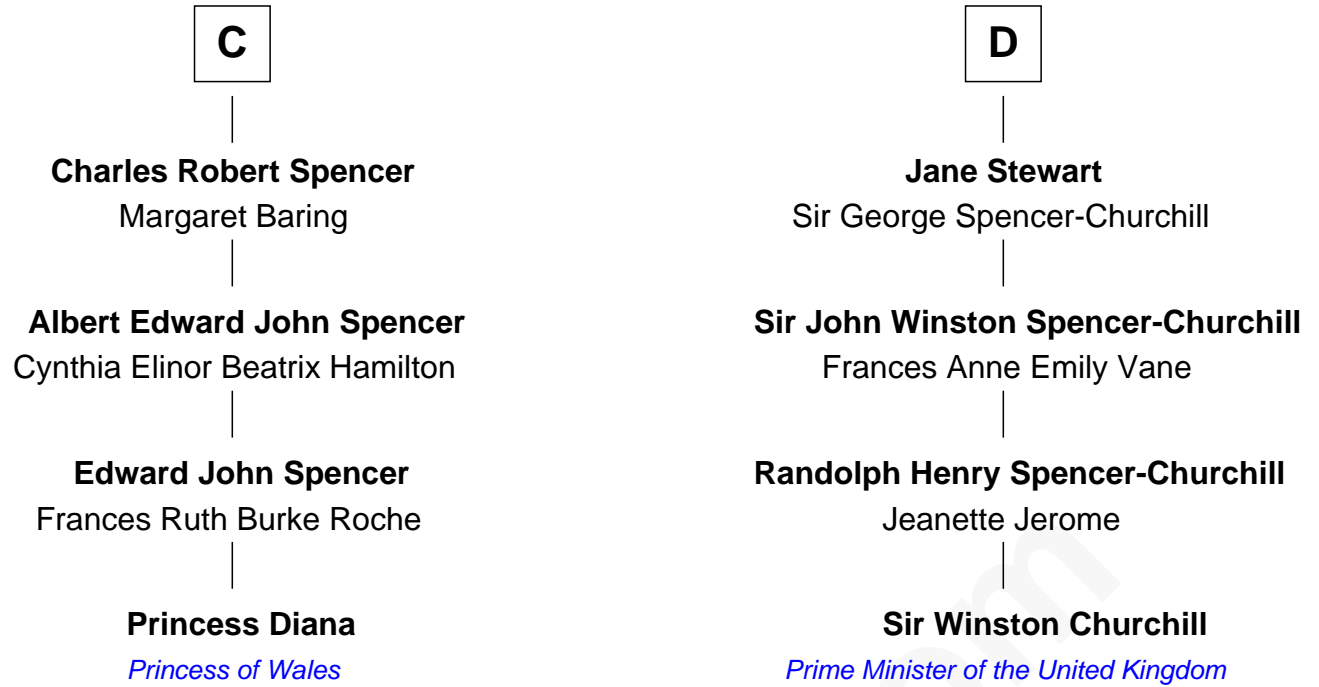 C
Charles Robert Spencer
Margaret Baring
Albert Edward John Spencer
Cynthia Elinor Beatrix Hamilton
Edward John Spencer
Frances Ruth Burke Roche
Princess Diana
Princess of Wales
D
Jane Stewart
Sir George Spencer-Churchill
Sir John Winston Spencer-Churchill
Frances Anne Emily Vane
Randolph Henry Spencer-Churchill
Jeanette Jerome
Sir Winston Churchill
Prime Minister of the United Kingdom